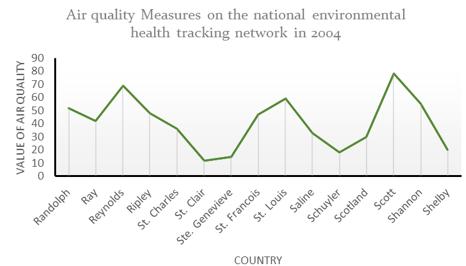 Air quality Measures on the national environmental
health tracking network in 2004
VALUE OF AIR QUALITY
90
80
70
60
50
40
30
20
10
0
Randolph
Ray
Reynolds
Ripley
St. Charles
St. Clair
Ste. Genevieve
St. Francois
St. Louis
Saline
Schuyler
Scotland
Scott
Shannon
Shelby
COUNTRY